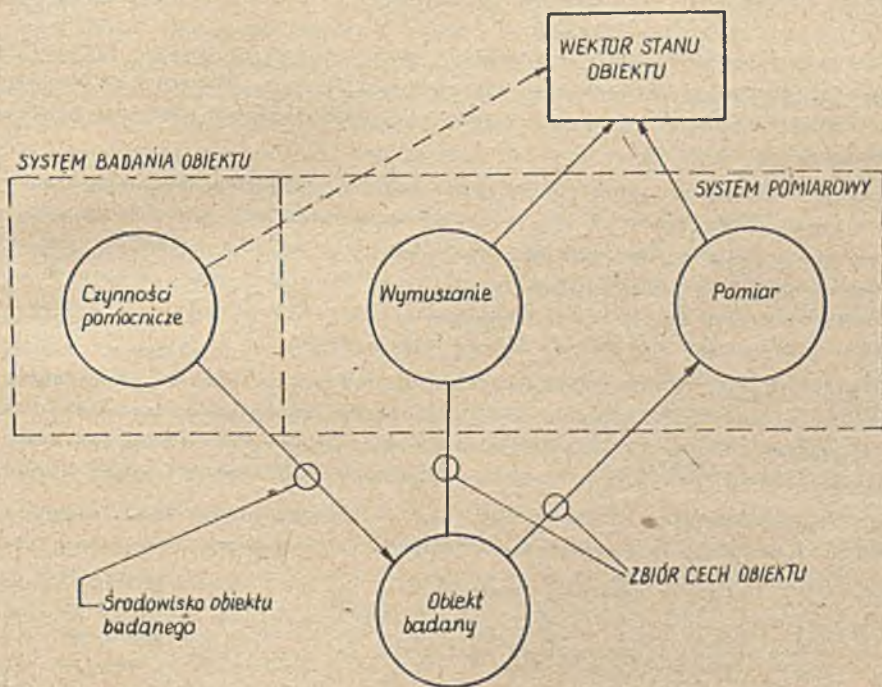 WEKTOR STANU
OBIEKTU
SYSTEM BADANIA OBIEKTU
SYSTEM POMIAROWY
Czynności
pomocnicze
Wymuszanie
Pomiar
Środowisko obiektu
badanego
Obiekt
badany
ZBIÓR CECH OBIEKTU